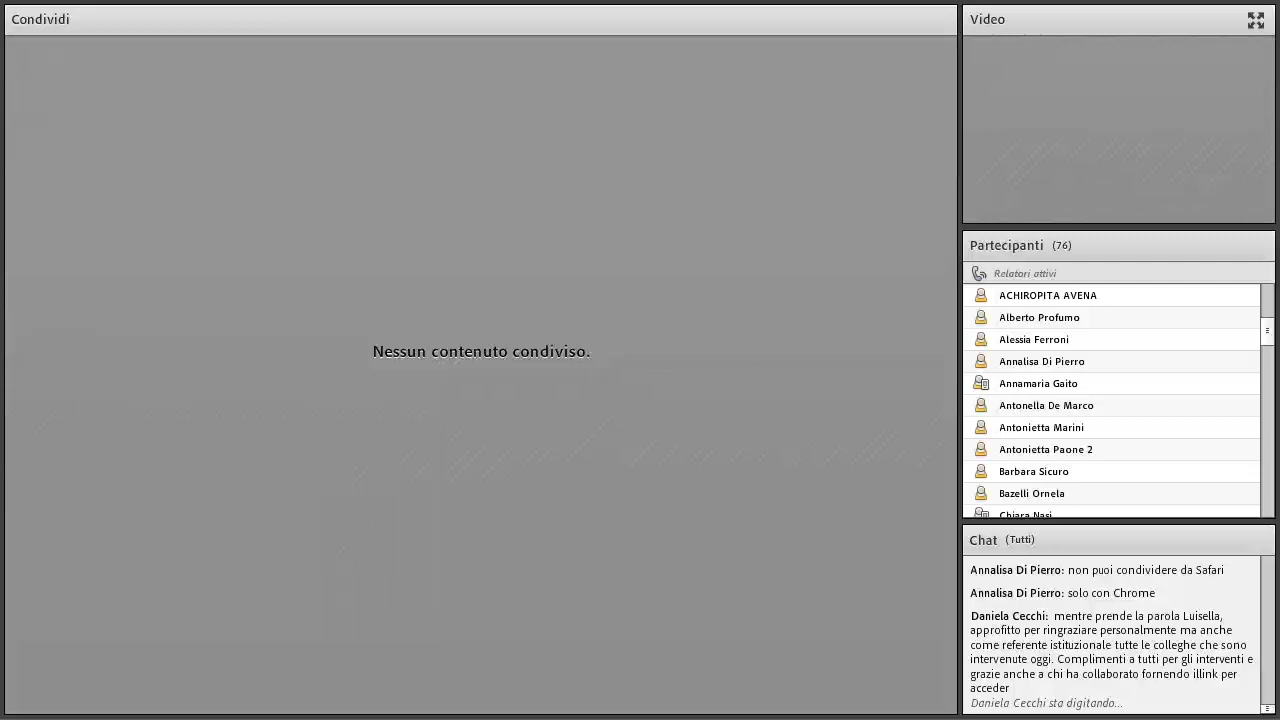 Condividi
Nessun contenuto condiviso.
Video
Partecipanti (76)
Relatori attivi
ACHIROPITA AVENA
Alberto Profumo
Alessia Ferroni
Annalisa Di Pierro
Annamaria Gaito
Antonella De Marco
Antonietta Marini
Antonietta Paone 2
Barbara Sicuro
Bazelli Ornela
Chiara Nasi
Chat (Tutti)
Annalisa Di Pierro: non puoi condividere da Safari
Annalisa Di Pierro: solo con Chrome
Daniela Cecchi: mentre prende la parola Luisella,
approfitto per ringraziare personalmente ma anche
come referente istituzionale tutte le colleghe che sono
intervenute oggi. Complimenti a tutti per gli interventi e
grazie anche a chi ha collaborato fornendo illink per
acceder
Daniela Cecchi sta digitando...